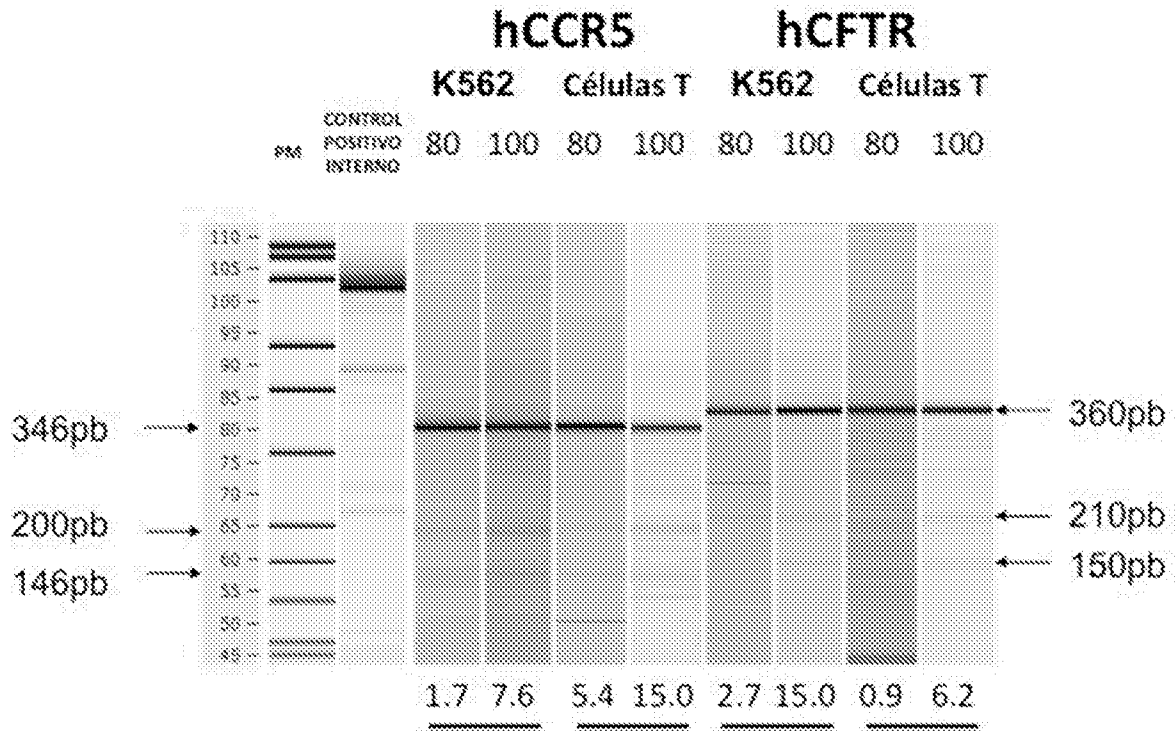 hCCR5 hCFTR
K562 Células T K562 Células T
PM CONTROL POSITIVO INTERNO 80 100 80 100 80 100 80 100
110
105
100
95
90
85
80
75
70
65
60
55
50
45
346pb
200pb
146pb
360pb
210pb
150pb
1.7 7.6 5.4 15.0 2.7 15.0 0.9 6.2